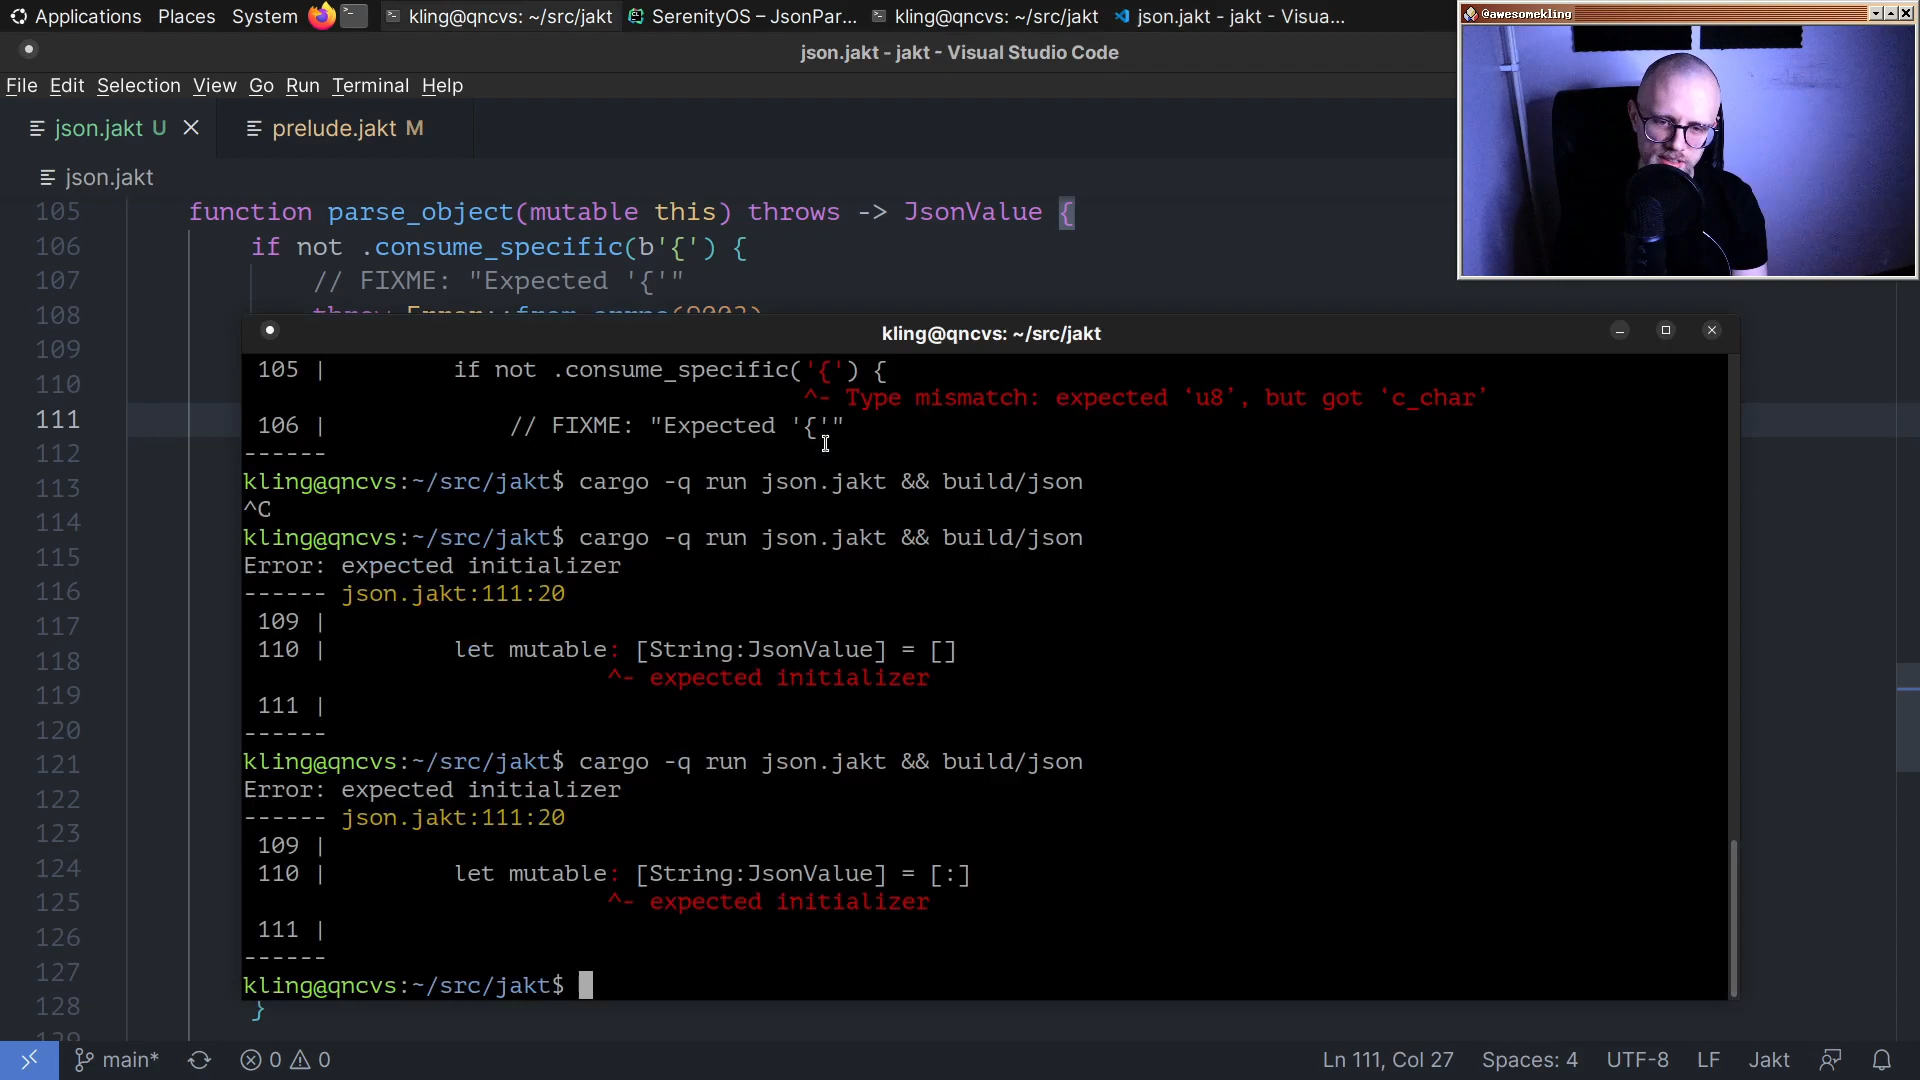 Applications Places System kling@qncvs: ~/src/jakt SerenityOS – JsonPar... kling@qncvs: ~/src/jakt json.jakt - jakt - Visua...
@awesomekling
json.jakt - jakt - Visual Studio Code
File Edit Selection View Go Run Terminal Help
json.jakt U prelude.jakt M
json.jakt
105 function parse_object(mutable this) throws -> JsonValue {
106 if not .consume_specific(b'{') {
107 // FIXME: "Expected '{'"
108
109
110
111
112
113
114
115
116
117
118
119
120
121
122
123
124
125
126
127
128 }
kling@qncvs: ~/src/jakt
105 | if not .consume_specific('{') {
^- Type mismatch: expected ‘u8’, but got ‘c_char’
106 | // FIXME: "Expected '{'"
------
kling@qncvs:~/src/jakt$ cargo -q run json.jakt && build/json
^C
kling@qncvs:~/src/jakt$ cargo -q run json.jakt && build/json
Error: expected initializer
------ json.jakt:111:20
109 |
110 | let mutable: [String:JsonValue] = []
^- expected initializer
111 |
------
kling@qncvs:~/src/jakt$ cargo -q run json.jakt && build/json
Error: expected initializer
------ json.jakt:111:20
109 |
110 | let mutable: [String:JsonValue] = [:]
^- expected initializer
111 |
------
kling@qncvs:~/src/jakt$
main* 0 0 Ln 111, Col 27 Spaces: 4 UTF-8 LF Jakt